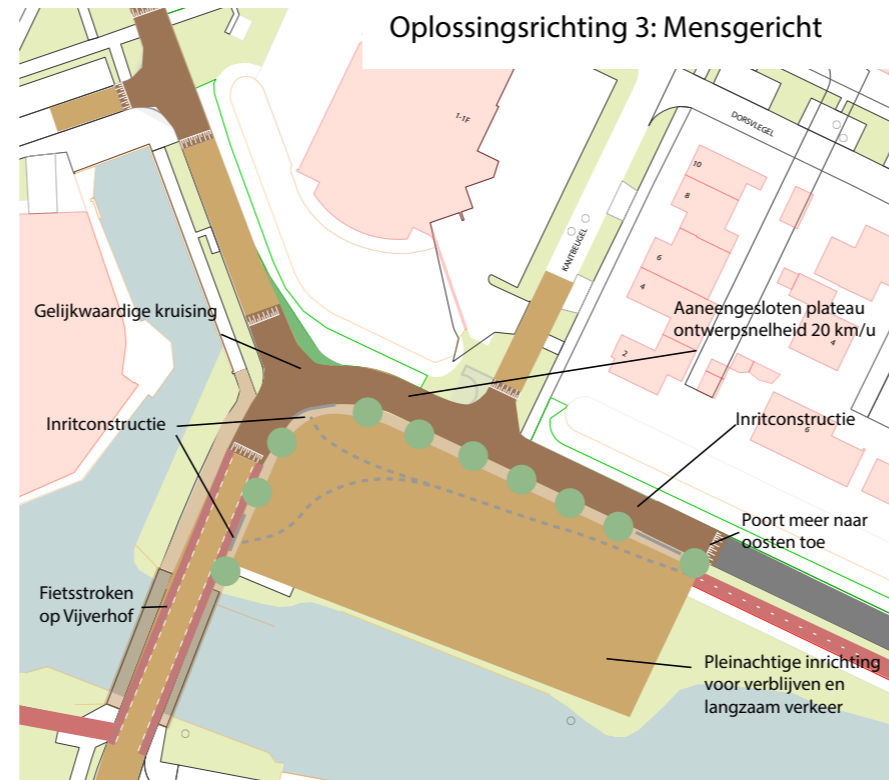 Oplossingsrichting 3: Mensgericht
1-1F
DORSVLEGEL
10
8
6
4
2
KANTBEUGEL
4
6
Gelijkwaardige kruising
Aaneengesloten plateau
ontwerpsnelheid 20 km/u
Inritconstructie
Inritconstructie
Poort meer naar
oosten toe
Fietsstroken
op Vijverhof
Pleinachtige inrichting
voor verblijven en
langzaam verkeer